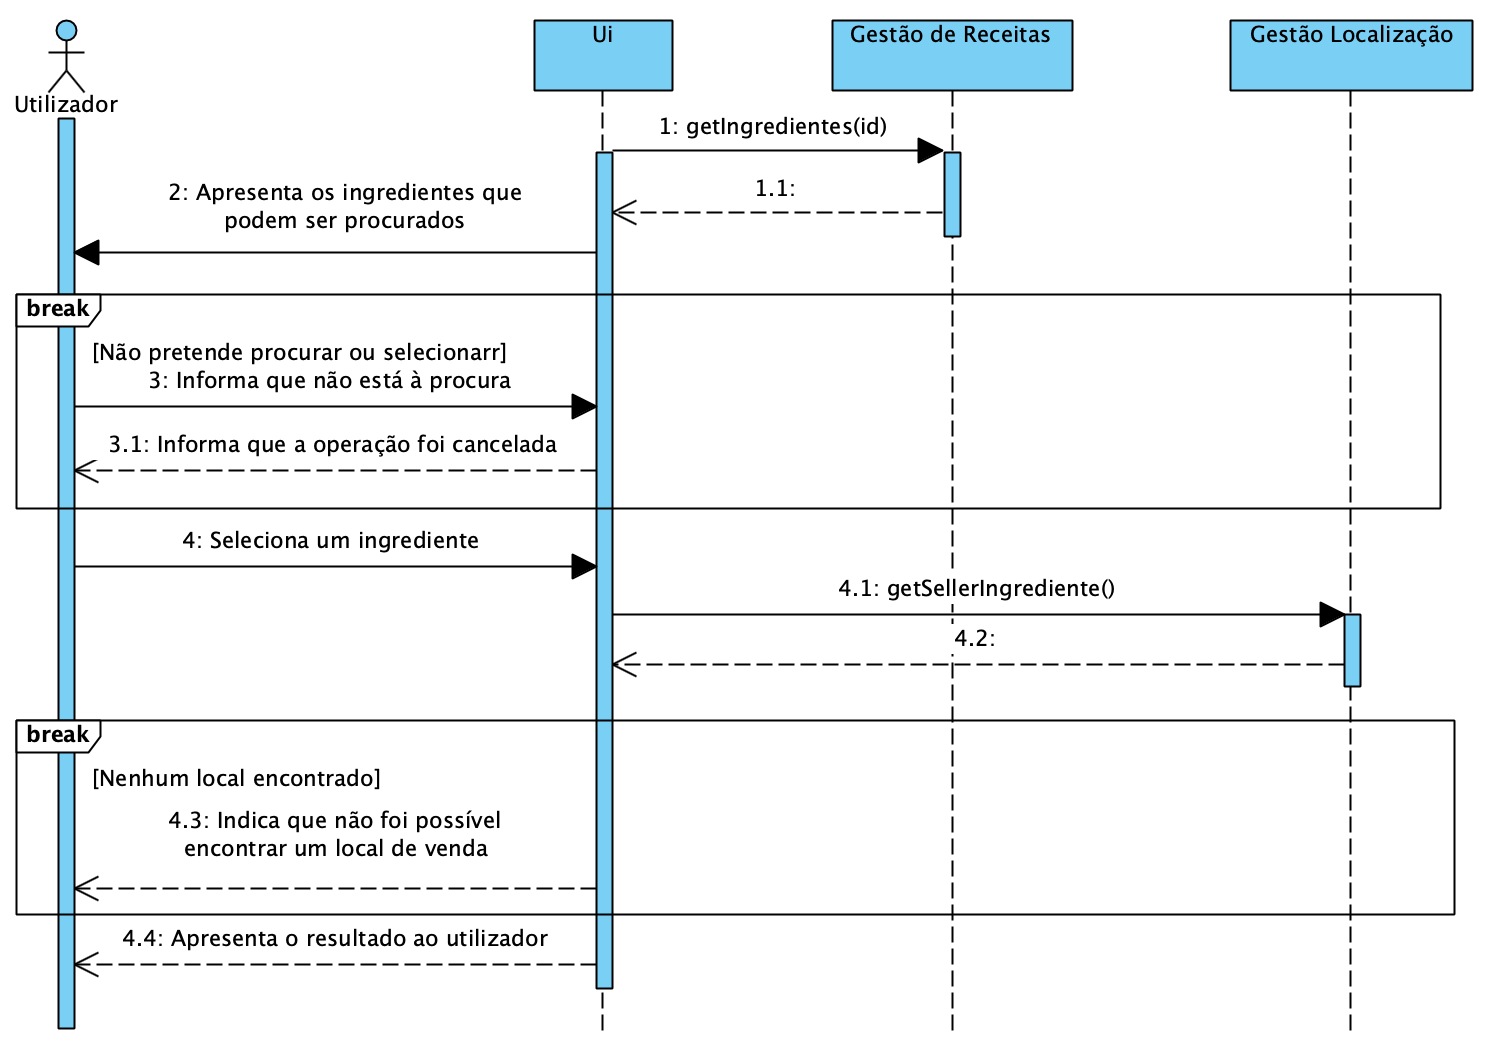 Utilizador
Ui
Gestão de Receitas
Gestão Localização
1: getIngredientes(id)
1.1:
2: Apresenta os ingredientes que
podem ser procurados
break
[Não pretende procurar ou selecionarr]
3: Informa que não está à procura
3.1: Informa que a operação foi cancelada
4: Seleciona um ingrediente
4.1: getSellerIngrediente()
4.2:
break
[Nenhum local encontrado]
4.3: Indica que não foi possível
encontrar um local de venda
4.4: Apresenta o resultado ao utilizador